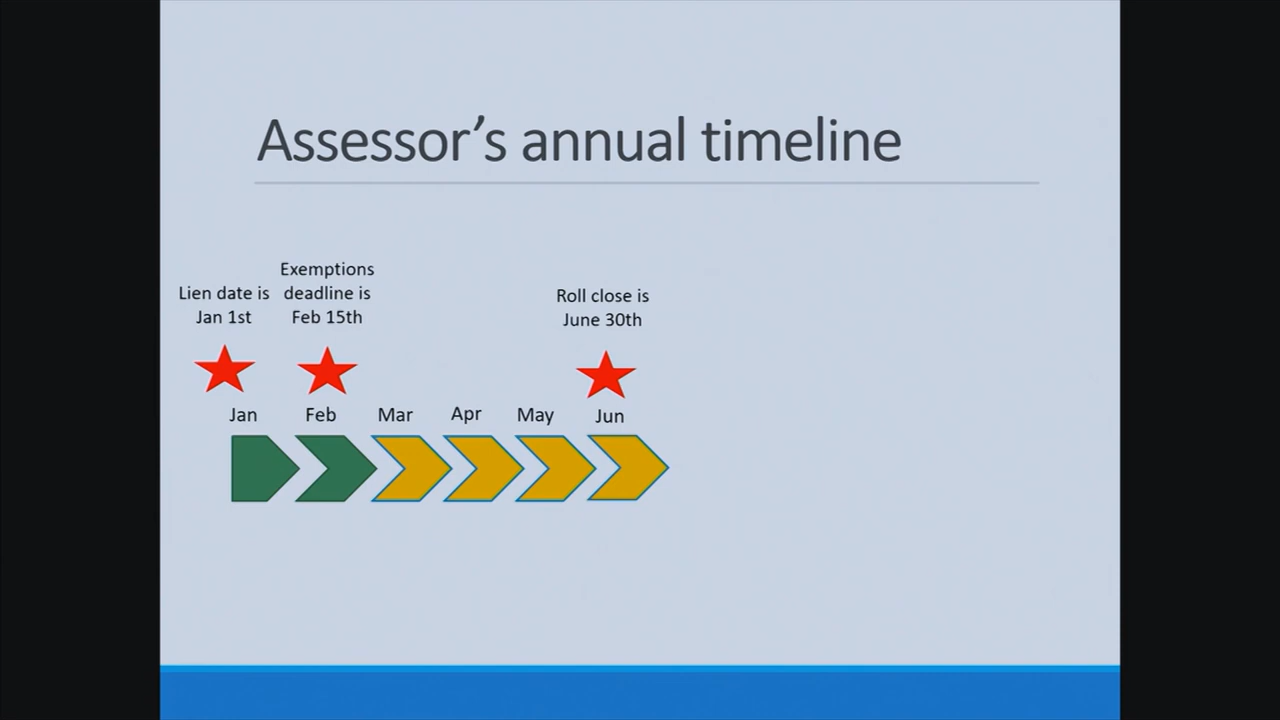 Assessor’s annual timeline
Lien date is
Jan 1st
Exemptions
deadline is
Feb 15th
Roll close is
June 30th
Jan
Feb
Mar
Apr
May
Jun